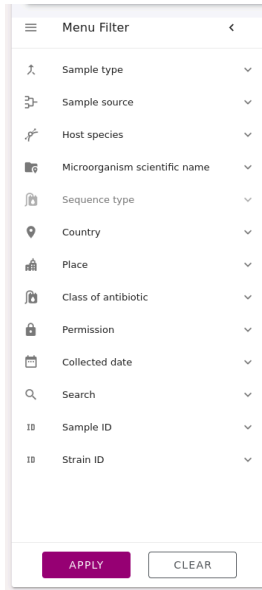 Menu Filter
Sample type
Sample source
Host species
Microorganism scientific name
Sequence type
Country
Place
Class of antibiotic
Permission
Collected date
Search
ID Sample ID
ID Strain ID
APPLY CLEAR